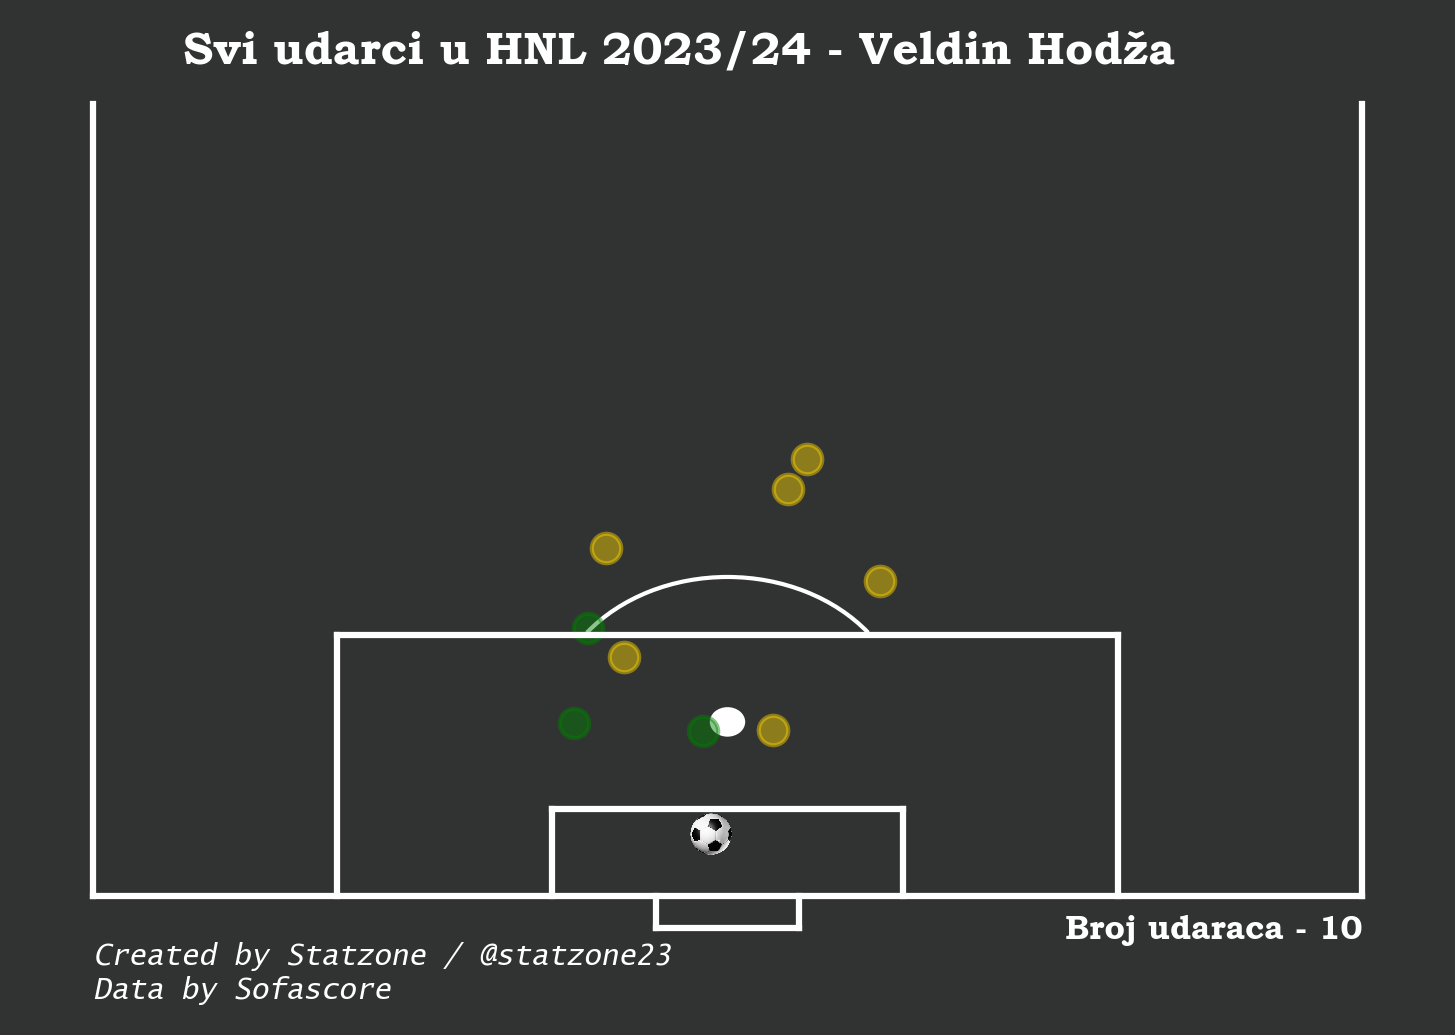 Svi udarci u HNL 2023/24 - Veldin Hodža
Broj udaraca - 10
Created by Statzone / @statzone23
Data by Sofascore